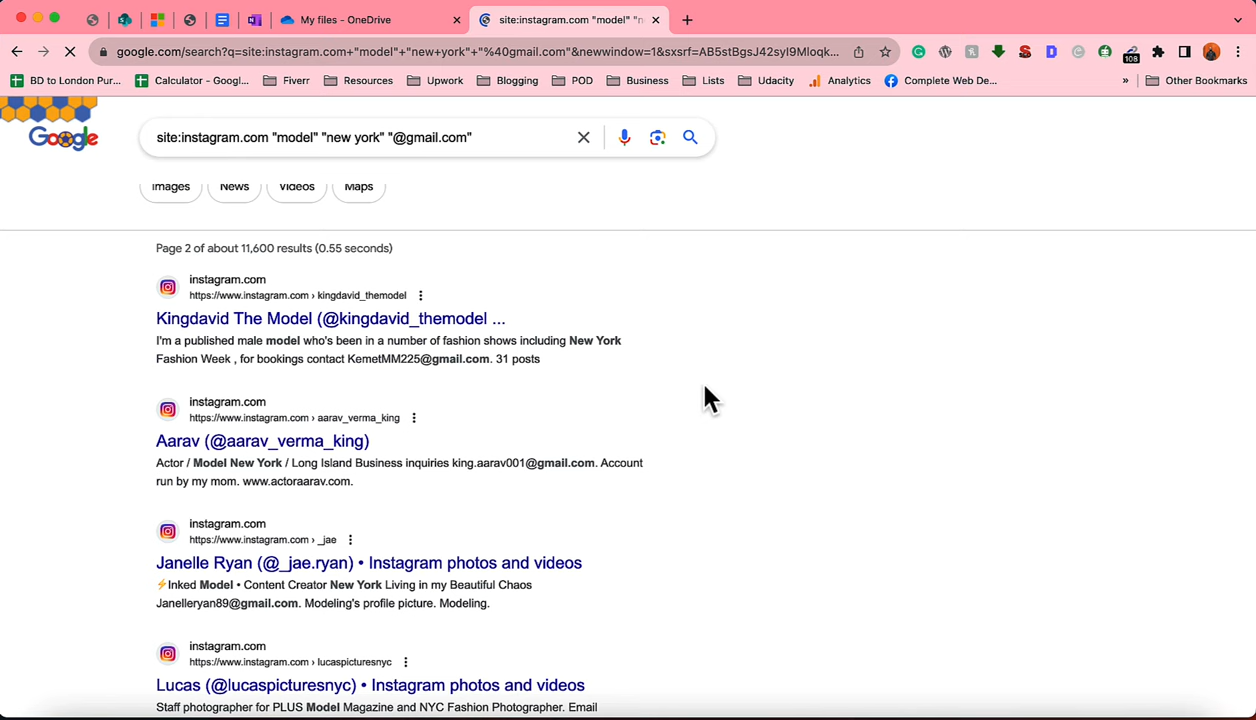 My files - OneDrive
site:instagram.com "model" "n
google.com/search?q=site:instagram.com+"model"+"new+york"+"%40gmail.com"&newwindow=1&sxsrf=AB5stBgsJ42syI9Mloqk...
108
BD to London Pur...
Calculator - Googl...
Fiverr
Resources
Upwork
Blogging
POD
Business
Lists
Udacity
Analytics
Complete Web De...
»
Other Bookmarks
Google
site:instagram.com "model" "new york" "@gmail.com"
Images
News
Videos
Maps
Page 2 of about 11,600 results (0.55 seconds)
instagram.com
https://www.instagram.com › kingdavid_themodel
Kingdavid The Model (@kingdavid_themodel ...
I'm a published male model who's been in a number of fashion shows including New York
Fashion Week , for bookings contact KemetMM225@gmail.com. 31 posts
instagram.com
https://www.instagram.com › aarav_verma_king
Aarav (@aarav_verma_king)
Actor / Model New York / Long Island Business inquiries king.aarav001@gmail.com. Account
run by my mom. www.actoraarav.com.
instagram.com
https://www.instagram.com › _jae
Janelle Ryan (@_jae.ryan) • Instagram photos and videos
⚡Inked Model • Content Creator New York Living in my Beautiful Chaos
Janelleryan89@gmail.com. Modeling's profile picture. Modeling.
instagram.com
https://www.instagram.com › lucaspicturesnyc
Lucas (@lucaspicturesnyc) • Instagram photos and videos
Staff photographer for PLUS Model Magazine and NYC Fashion Photographer. Email